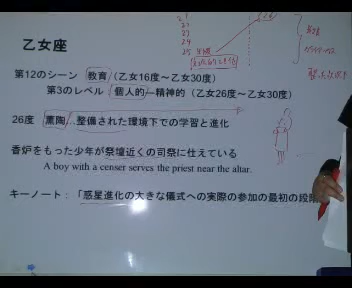 21
23
24
25
乙女座
第12のシーン 教育/(乙女16度~乙女30度)
第3のレベル 個人的―精神的 (乙女26度~乙女30度)
26度 薫陶…整備された環境下での学習と進化
香炉をもった少年が祭壇近くの司祭に仕えている
A boy with a censer serves the priest near the altar.
キーノート:「惑星進化の大きな儀式への実際の参加の最初の段階